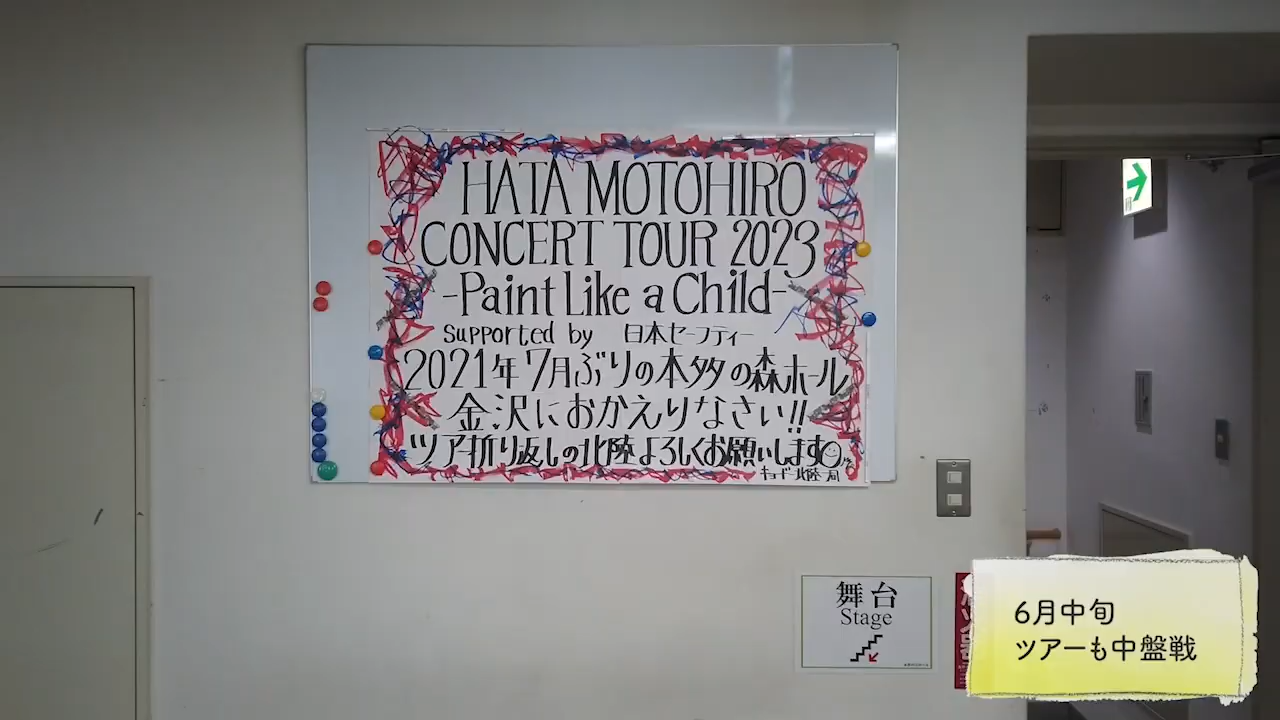 HATA MOTOHIRO
CONCERT TOUR 2023
-Paint Like a Child-
supported by 日本セーフティー
2021年7月ぶりの本多の森ホール
金沢におかえりなさい!!
ツアー折り返しの北陸よろしくお願いします
キョードー北陸一同
舞台
Stage
6月中旬
ツアーも中盤戦